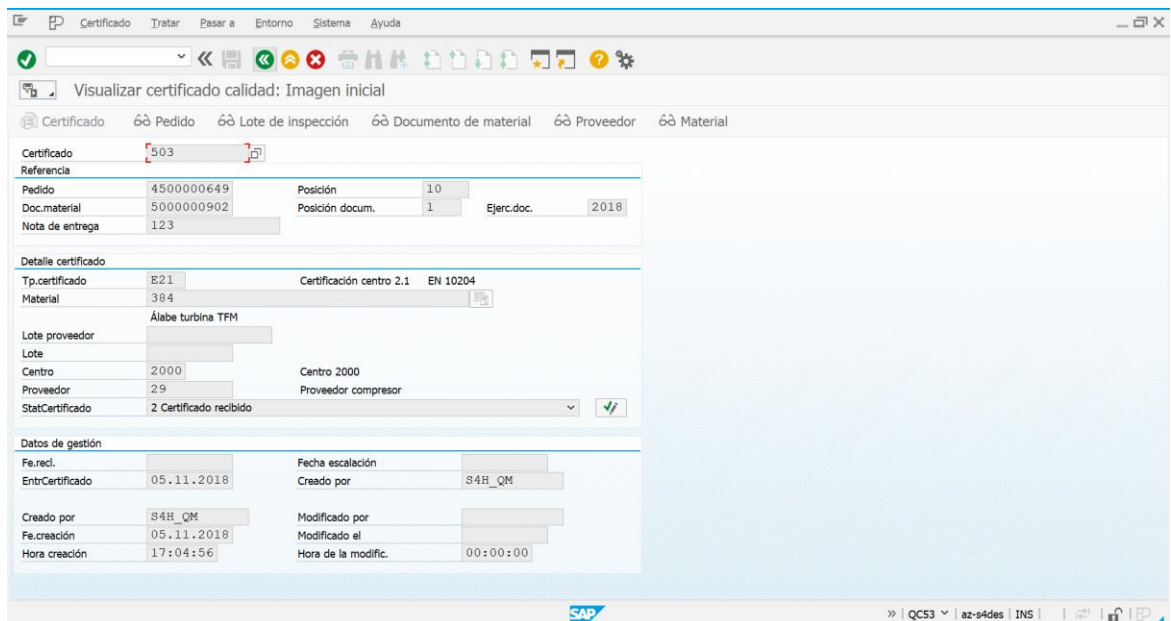 Certificado Tratar Pasar a Entorno Sistema Ayuda
Visualizar certificado calidad: Imagen inicial
Certificado Pedido Lote de inspección Documento de material Proveedor Material
Certificado 503
Referencia
Pedido 4500000649 Posición 10
Doc.material 5000000902 Posición docum. 1 Ejerc.doc. 2018
Nota de entrega 123
Detalle certificado
Tp.certificado E21 Certificación centro 2.1 EN 10204
Material 384
Álabe turbina TFM
Lote proveedor
Lote
Centro 2000 Centro 2000
Proveedor 29 Proveedor compresor
StatCertificado 2 Certificado recibido
Datos de gestión
Fe.recl. Fecha escalación
EntrCertificado 05.11.2018 Creado por S4H_QM
Creado por S4H_QM Modificado por
Fe.creación 05.11.2018 Modificado el
Hora creación 17:04:56 Hora de la modific. 00:00:00
SAP » QC53 az-s4des INS